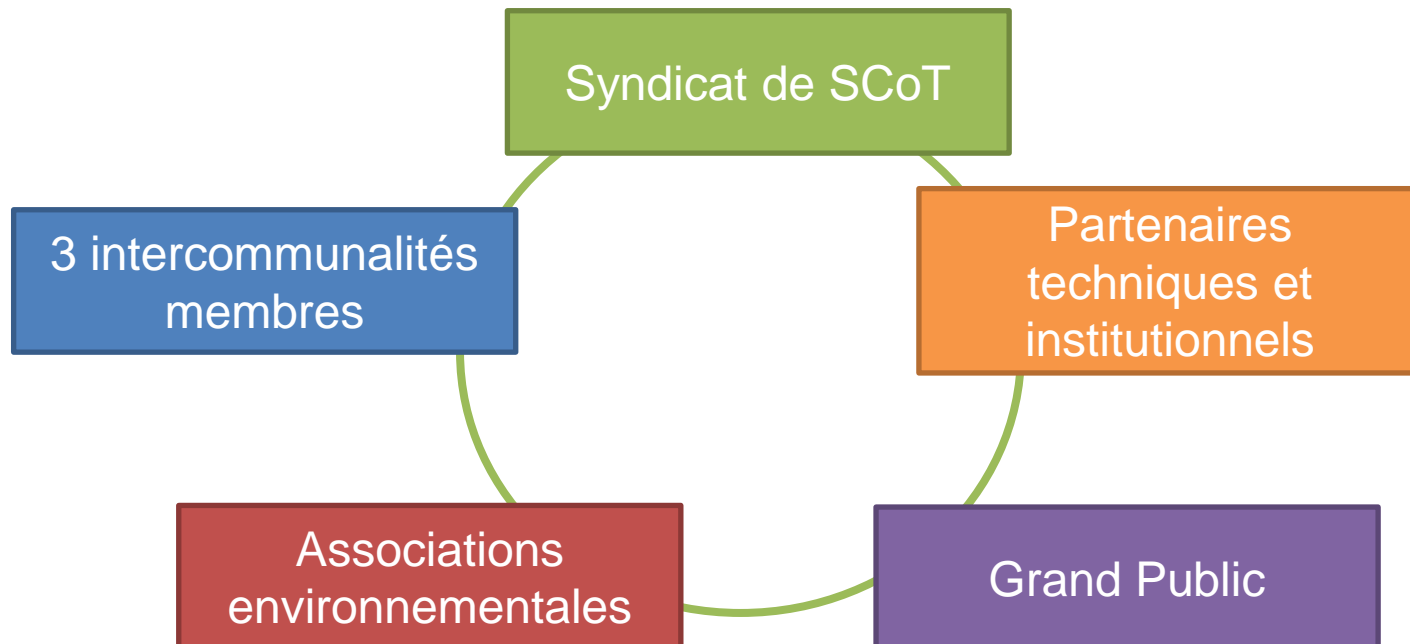 Syndicat de SCoT
3 intercommunalités
membres
Partenaires
techniques et
institutionnels
Associations
environnementales
Grand Public